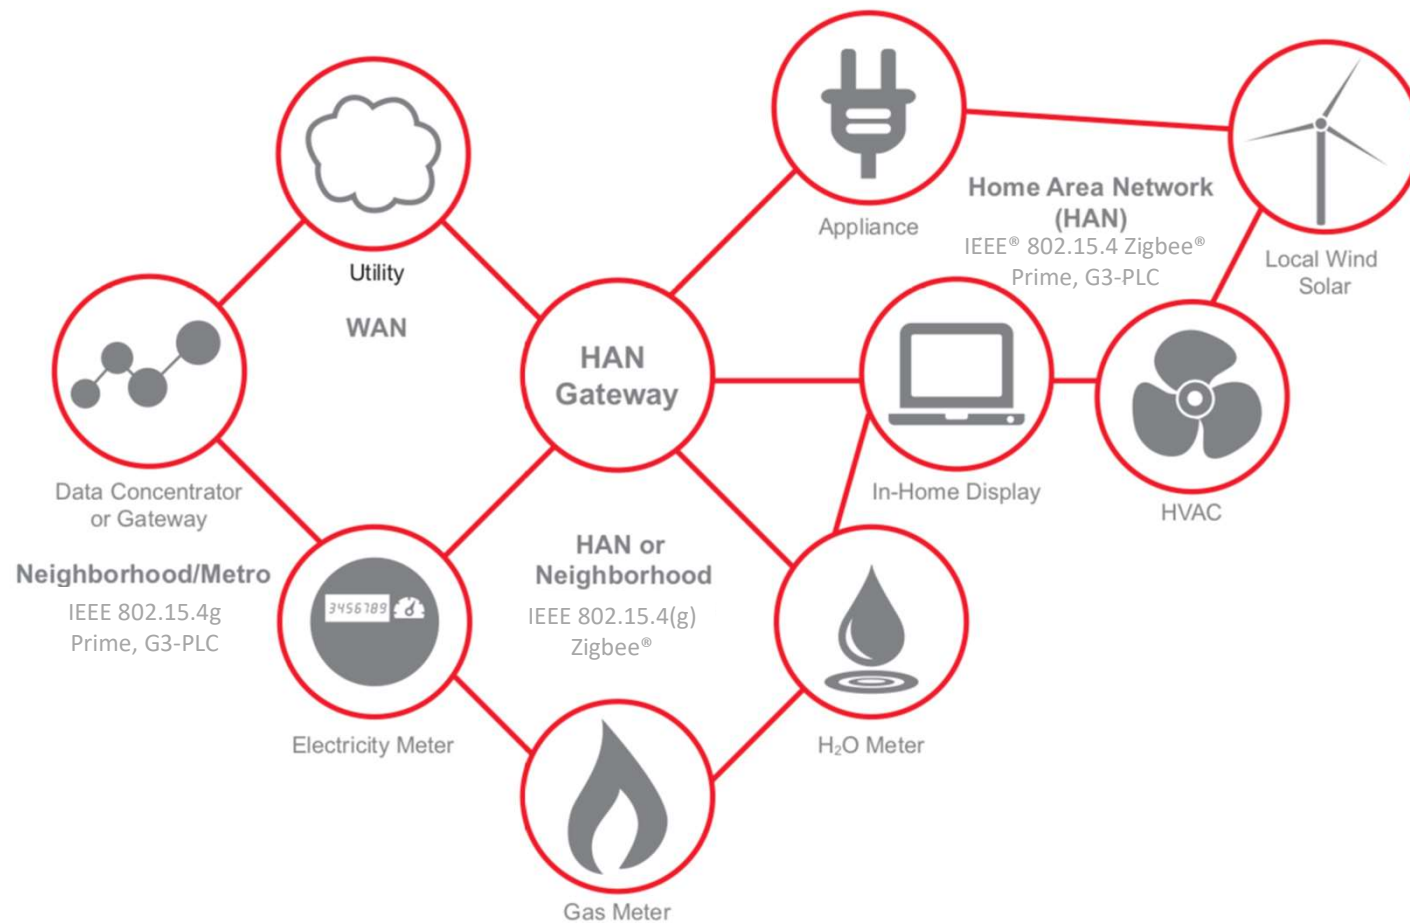 Appliance
Home Area Network
(HAN)
IEEE® 802.15.4 Zigbee®
Prime, G3-PLC
Local Wind
Solar
Utility
WAN
HAN
Gateway
Data Concentrator
or Gateway
In-Home Display
HVAC
Neighborhood/Metro
IEEE 802.15.4g
Prime, G3-PLC
HAN or
Neighborhood
IEEE 802.15.4(g)
Zigbee®
3456789
Electricity Meter
H₂O Meter
Gas Meter